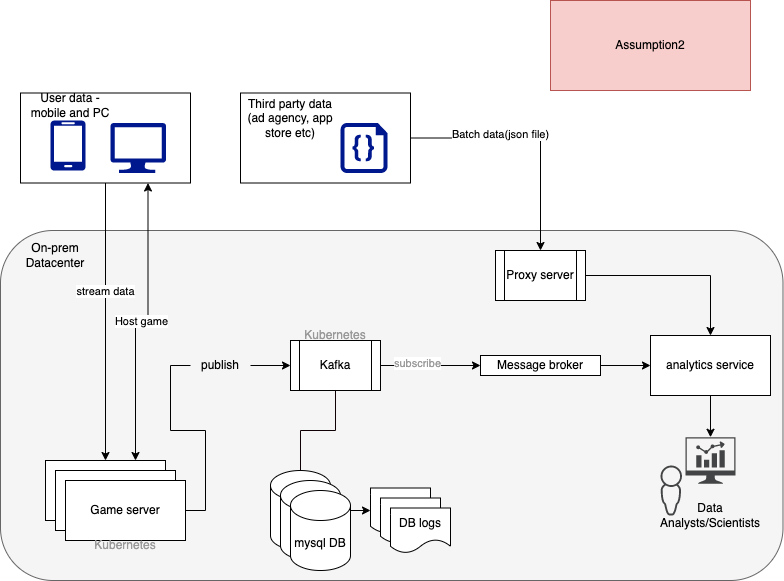 Assumption2
User data -
mobile and PC
Third party data
(ad agency, app
store etc)
Batch data(json file)
On-prem
Datacenter
Proxy server
stream data
Host game
Kubernetes
publish
Kafka
subscribe
Message broker
analytics service
Game server
Kubernetes
mysql DB
DB logs
Data
Analysts/Scientists